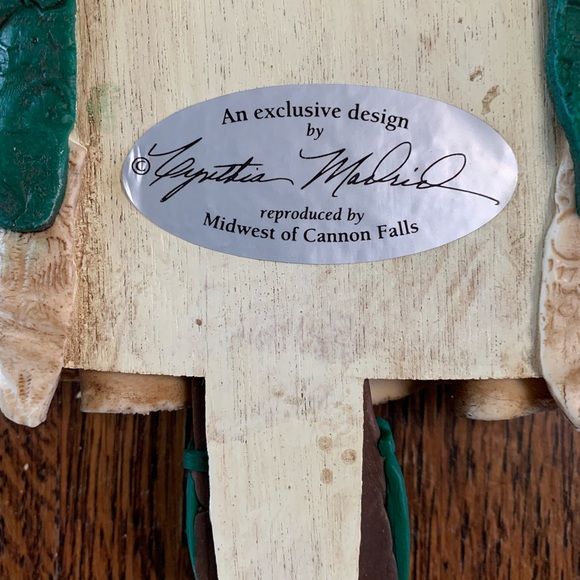 An exclusive design
by
© Cynthia Madrid
reproduced by
Midwest of Cannon Falls